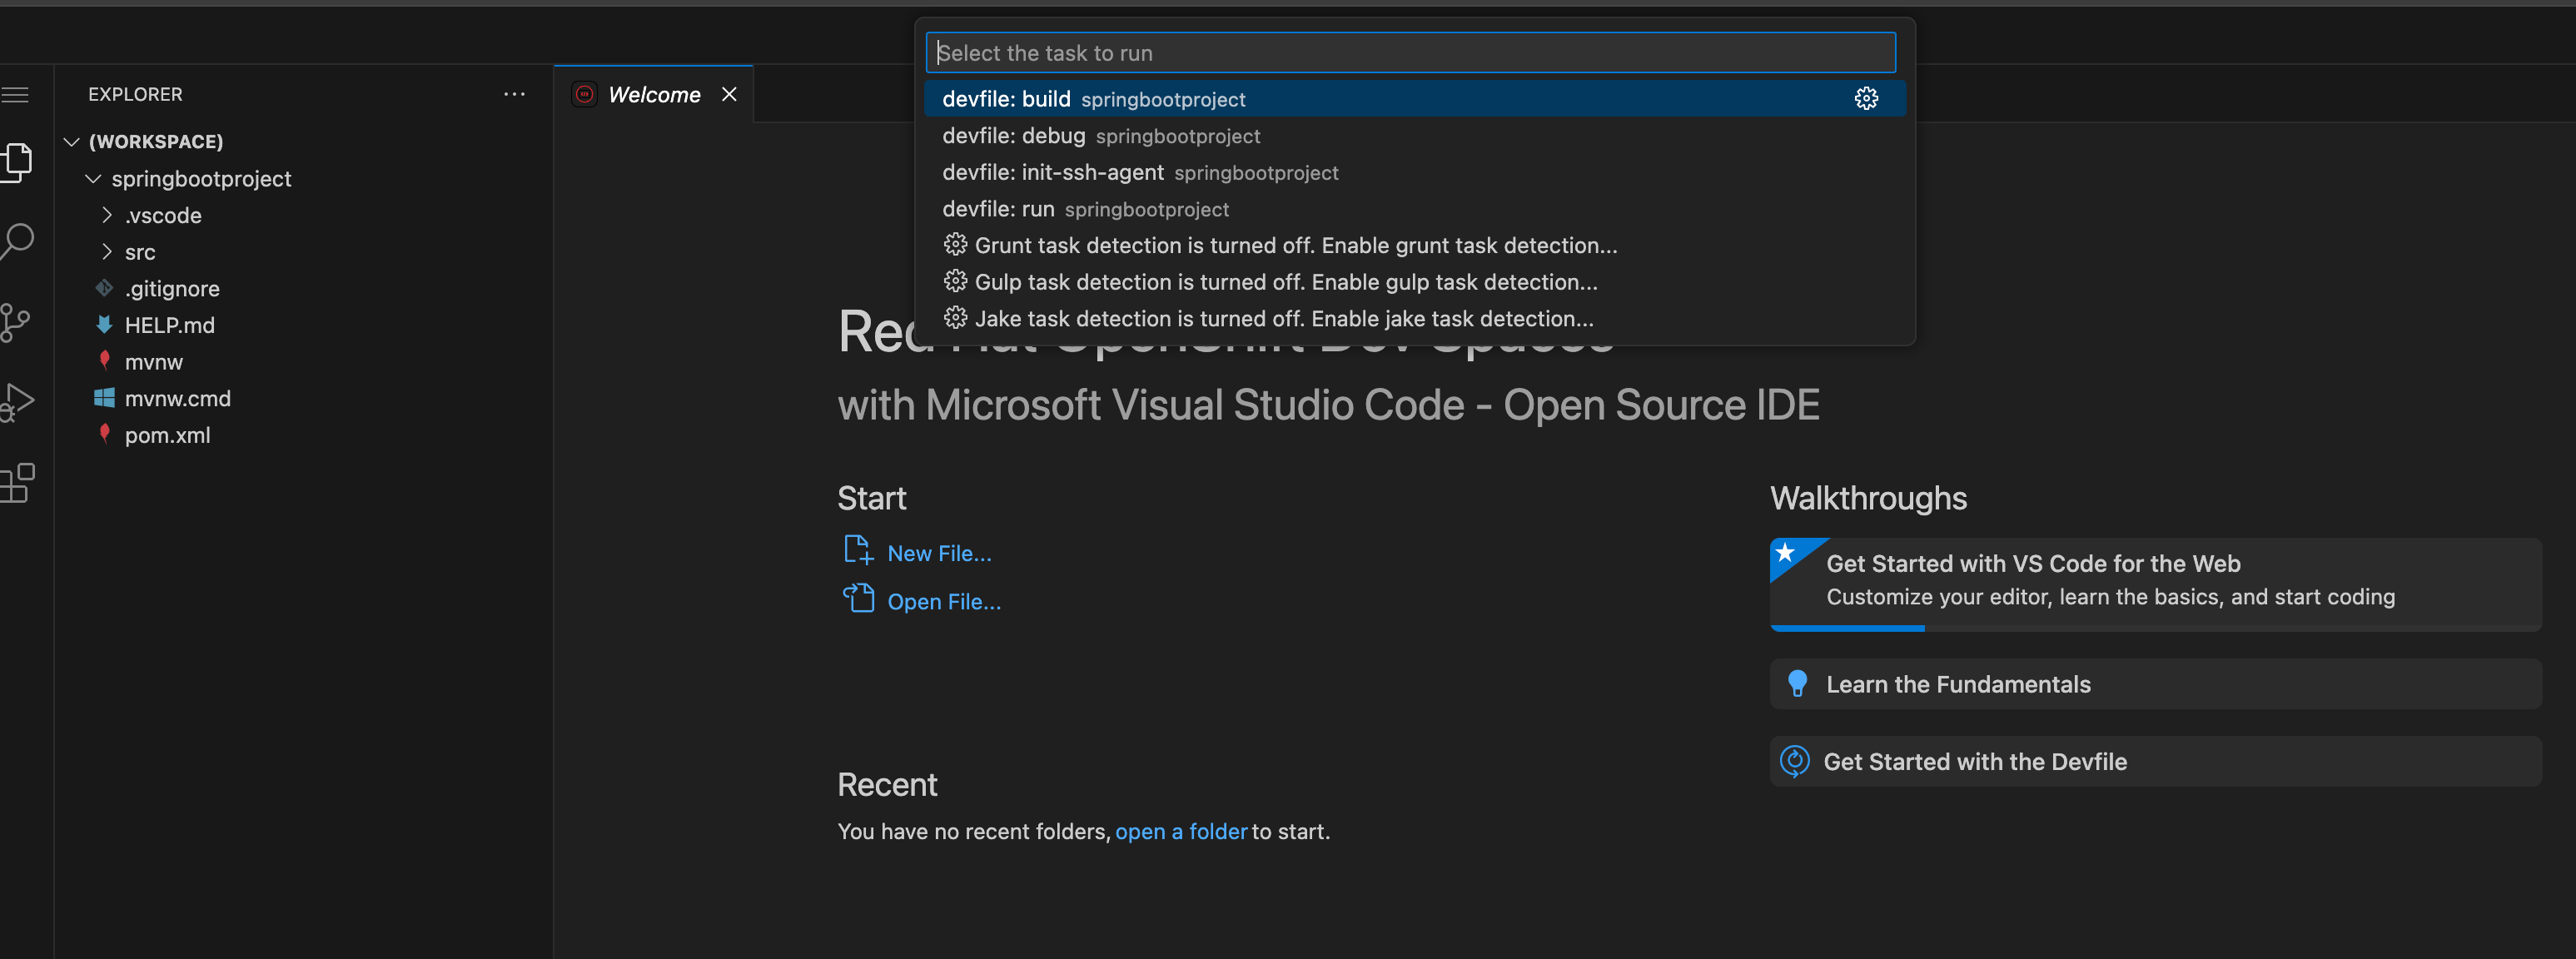 Select the task to run
devfile: build springbootproject
devfile: debug springbootproject
devfile: init-ssh-agent springbootproject
devfile: run springbootproject
Grunt task detection is turned off. Enable grunt task detection...
Gulp task detection is turned off. Enable gulp task detection...
Jake task detection is turned off. Enable jake task detection...
EXPLORER
(WORKSPACE)
springbootproject
.vscode
src
.gitignore
HELP.md
mvnw
mvnw.cmd
pom.xml
Welcome
Red Hat OpenShift Dev Spaces
with Microsoft Visual Studio Code - Open Source IDE
Start
New File...
Open File...
Recent
You have no recent folders, open a folder to start.
Walkthroughs
Get Started with VS Code for the Web
Customize your editor, learn the basics, and start coding
Learn the Fundamentals
Get Started with the Devfile